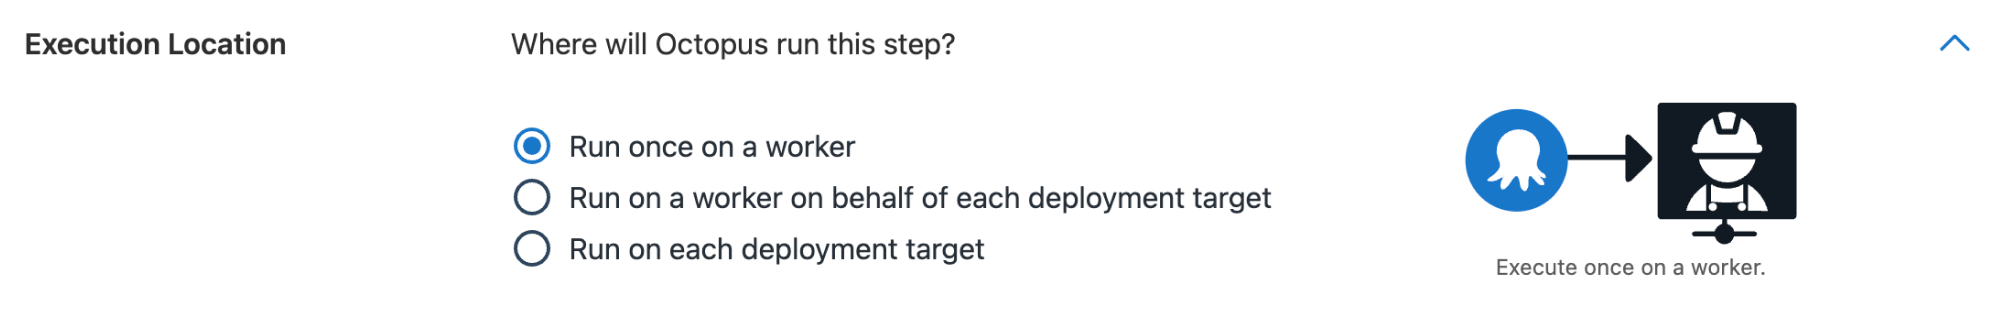 Execution Location
Where will Octopus run this step?
Run once on a worker
Run on a worker on behalf of each deployment target
Run on each deployment target
Execute once on a worker.